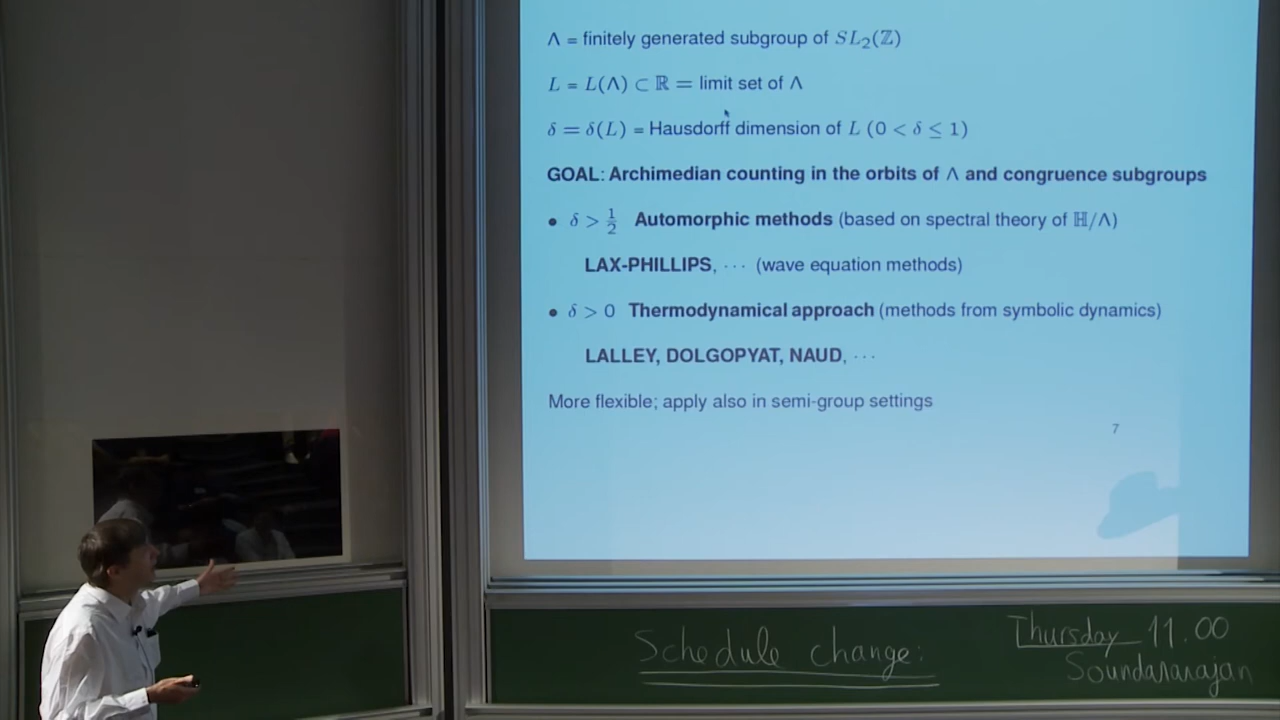 Λ = finitely generated subgroup of SL₂(ℤ)
L = L(Λ) ⊂ ℝ = limit set of Λ
δ = δ(L) = Hausdorff dimension of L (0 < δ ≤ 1)
GOAL: Archimedian counting in the orbits of Λ and congruence subgroups
• δ > 1/2 Automorphic methods (based on spectral theory of ℍ/Λ)
LAX-PHILLIPS, ··· (wave equation methods)
• δ > 0 Thermodynamical approach (methods from symbolic dynamics)
LALLEY, DOLGOPYAT, NAUD, ···
More flexible; apply also in semi-group settings
7
Schedule change:
Thursday 11.00
Soundararajan